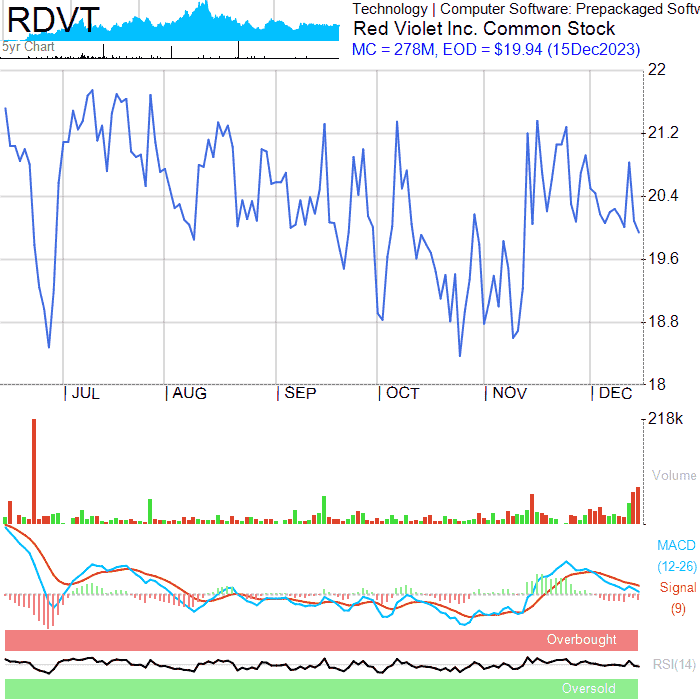 RDVT
5yr Chart
Technology | Computer Software: Prepackaged Softw
Red Violet Inc. Common Stock
MC = 278M, EOD = $19.94 (15Dec2023)
22
21.2
20.4
19.6
18.8
18
JUL
AUG
SEP
OCT
NOV
DEC
218k
Volume
MACD
(12-26)
Signal
(9)
Overbought
RSI(14)
Oversold